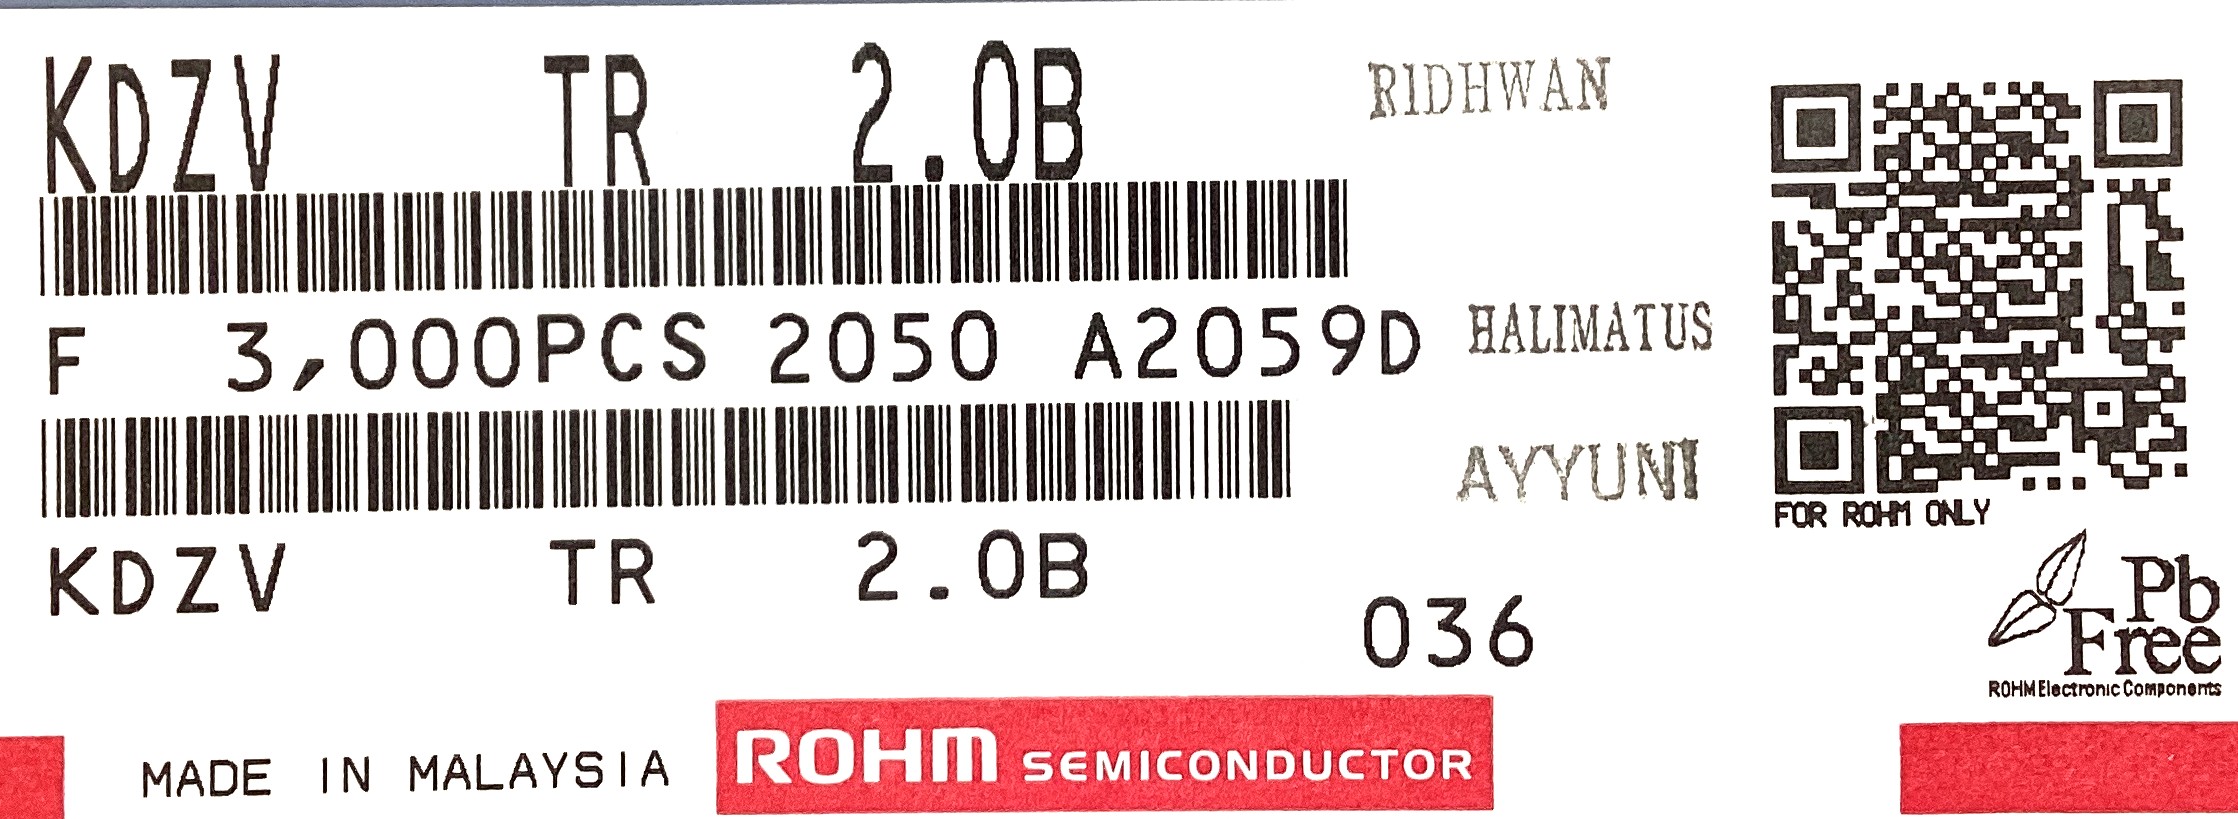 KDZV TR 2.0B
RIDHWAN
F 3,000PCS 2050 A2059D
HALIMATUS
AYYUNI
FOR ROHM ONLY
KDZV TR 2.0B
036
Pb
Free
ROHM Electronic Components
MADE IN MALAYSIA
ROHM SEMICONDUCTOR